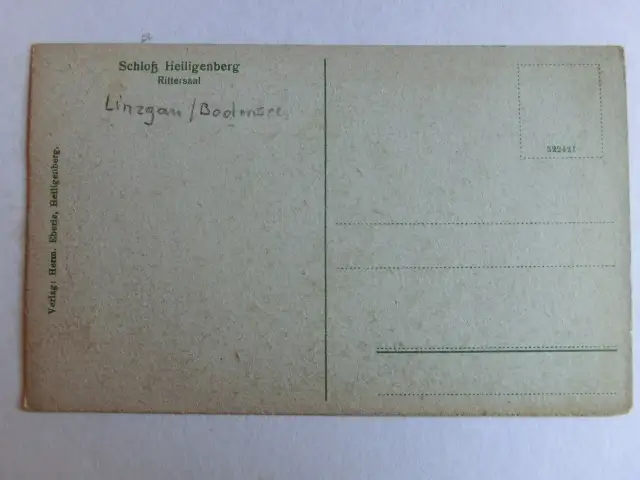 Schloß Heiligenberg
Rittersaal
Linzgau/Bodensee
Verlag: Herm. Eberle, Heiligenberg.
522421